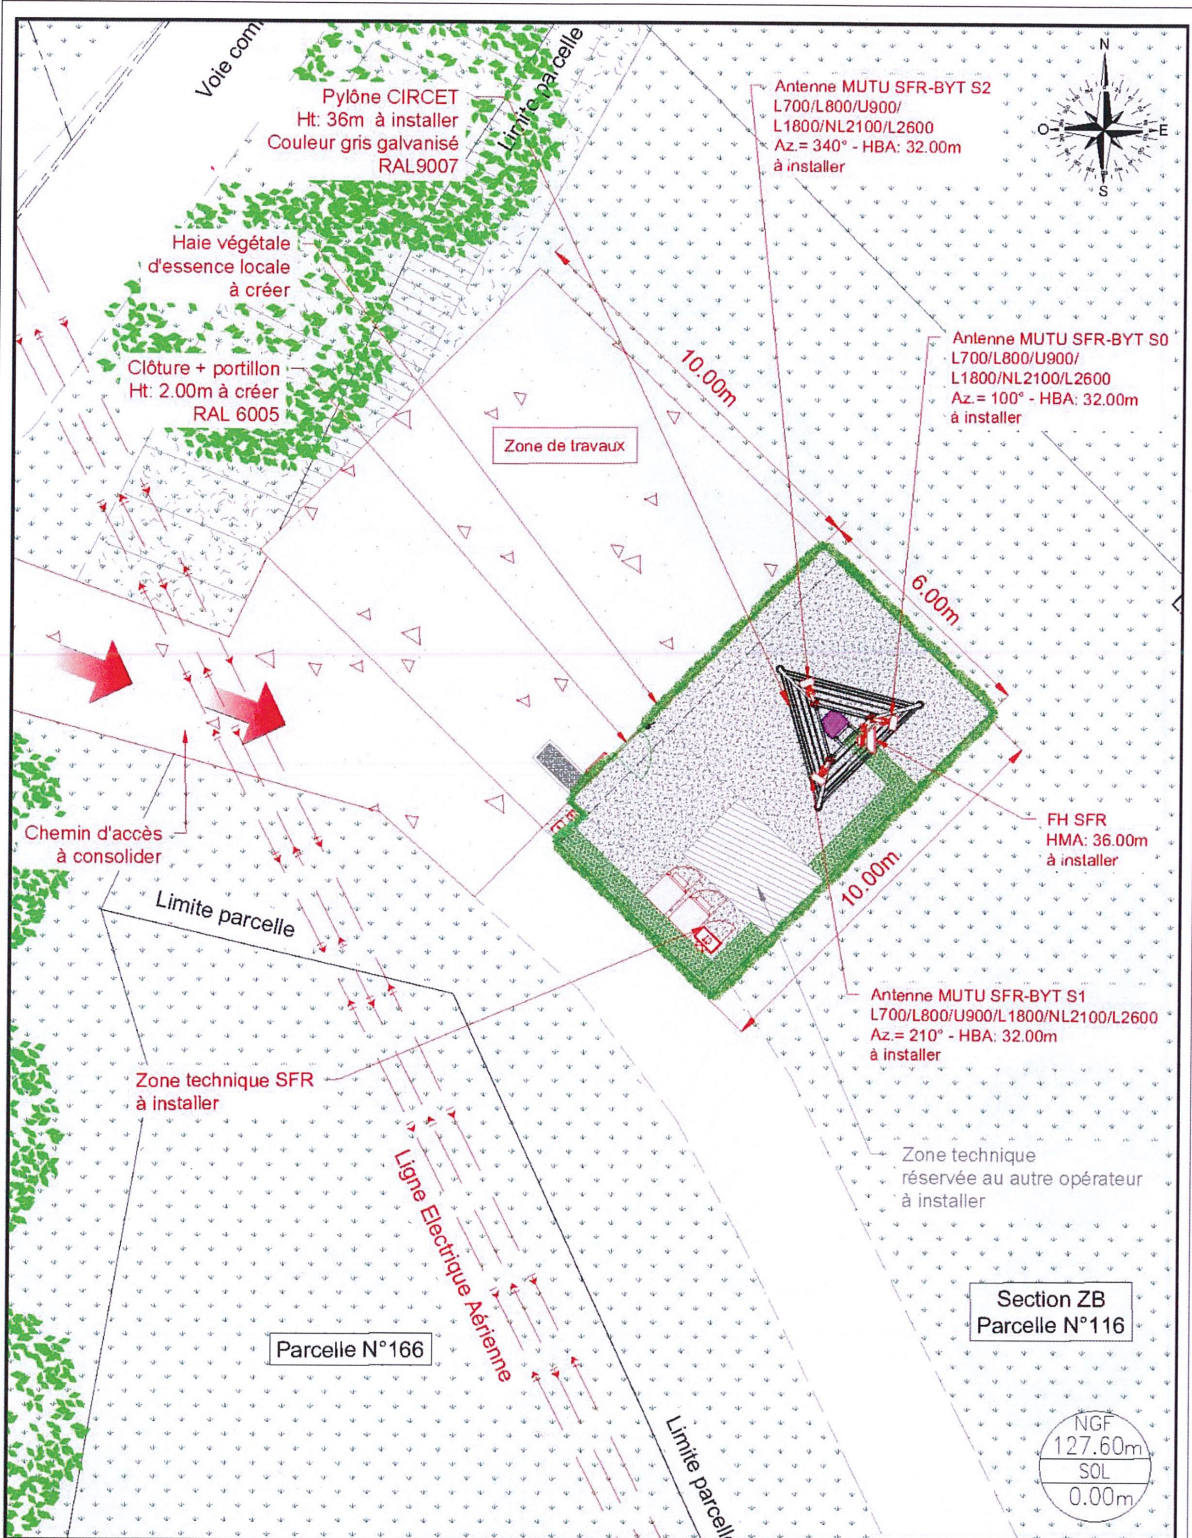 Voie com
Limite parcelle
Pylône CIRCET
Ht: 36m à installer
Couleur gris galvanisé
RAL9007
Antenne MUTU SFR-BYT S2
L700/L800/U900/
L1800/NL2100/L2600
Az.= 340° - HBA: 32.00m
à installer
N
O
E
S
Haie végétale
d'essence locale
à créer
Antenne MUTU SFR-BYT S0
L700/L800/U900/
L1800/NL2100/L2600
Az.= 100° - HBA: 32.00m
à installer
Clôture + portillon
Ht: 2.00m à créer
RAL 6005
10.00m
Zone de travaux
6.00m
Chemin d'accès
à consolider
FH SFR
HMA: 36.00m
à installer
10.00m
Limite parcelle
Antenne MUTU SFR-BYT S1
L700/L800/U900/L1800/NL2100/L2600
Az.= 210° - HBA: 32.00m
à installer
Zone technique SFR
à installer
Zone technique
réservée au autre opérateur
à installer
Ligne Electrique Aérienne
Section ZB
Parcelle N°116
Parcelle N°166
Limite parcelle
NGF
127.60m
SOL
0.00m